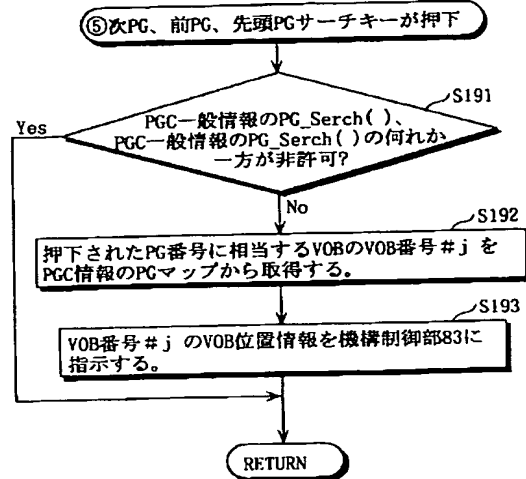 ⑤次PG、前PG、先頭PGサーチキーが押下
S191
Yes
PGC一般情報のPG_Serch( )、
PGC一般情報のPG_Serch( )の何れか
一方が非許可?
No
S192
押下されたPG番号に相当するVOBのVOB番号＃j を
PGC情報のPGマップから取得する。
S193
VOB番号＃j のVOB位置情報を機構制御部83に
指示する。
RETURN